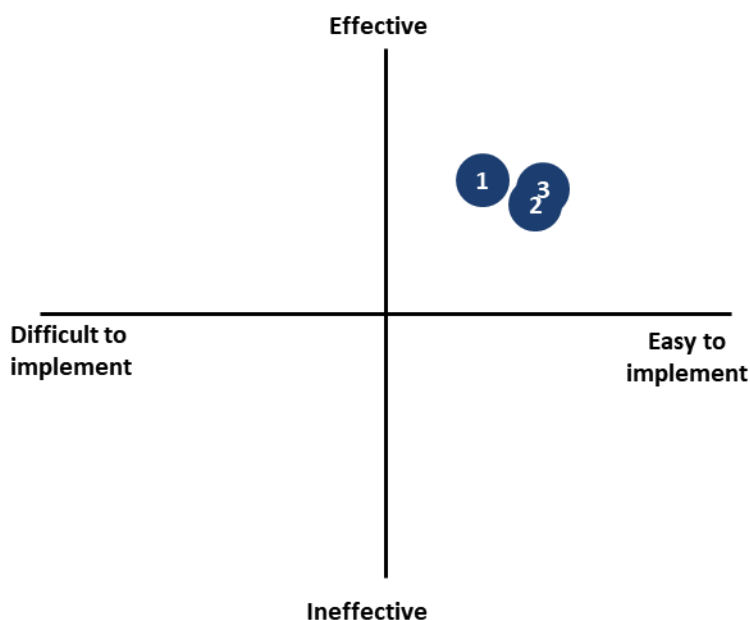 Effective
1
3
2
Difficult to
implement
Easy to
implement
Ineffective